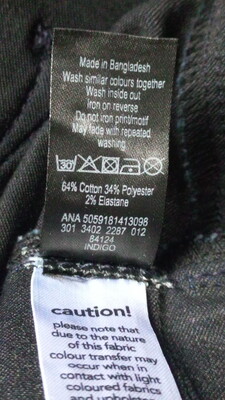 Made in Bangladesh
Wash similar colours together
Wash inside out
Iron on reverse
Do not iron print/motif
May fade with repeated
washing
30
64% Cotton 34% Polyester
2% Elastane
ANA 5059181413098
301 3402 2287 012
84124
INDIGO
caution!
please note that
due to the nature
of this fabric
colour transfer may
occur when in
contact with light
coloured fabrics
and upholstery